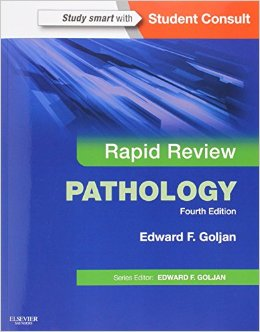 Study smart with
Student Consult
Rapid Review
PATHOLOGY
Fourth Edition
Edward F. Goljan
Series Editor: EDWARD F. GOLJAN
ELSEVIER
SAUNDERS